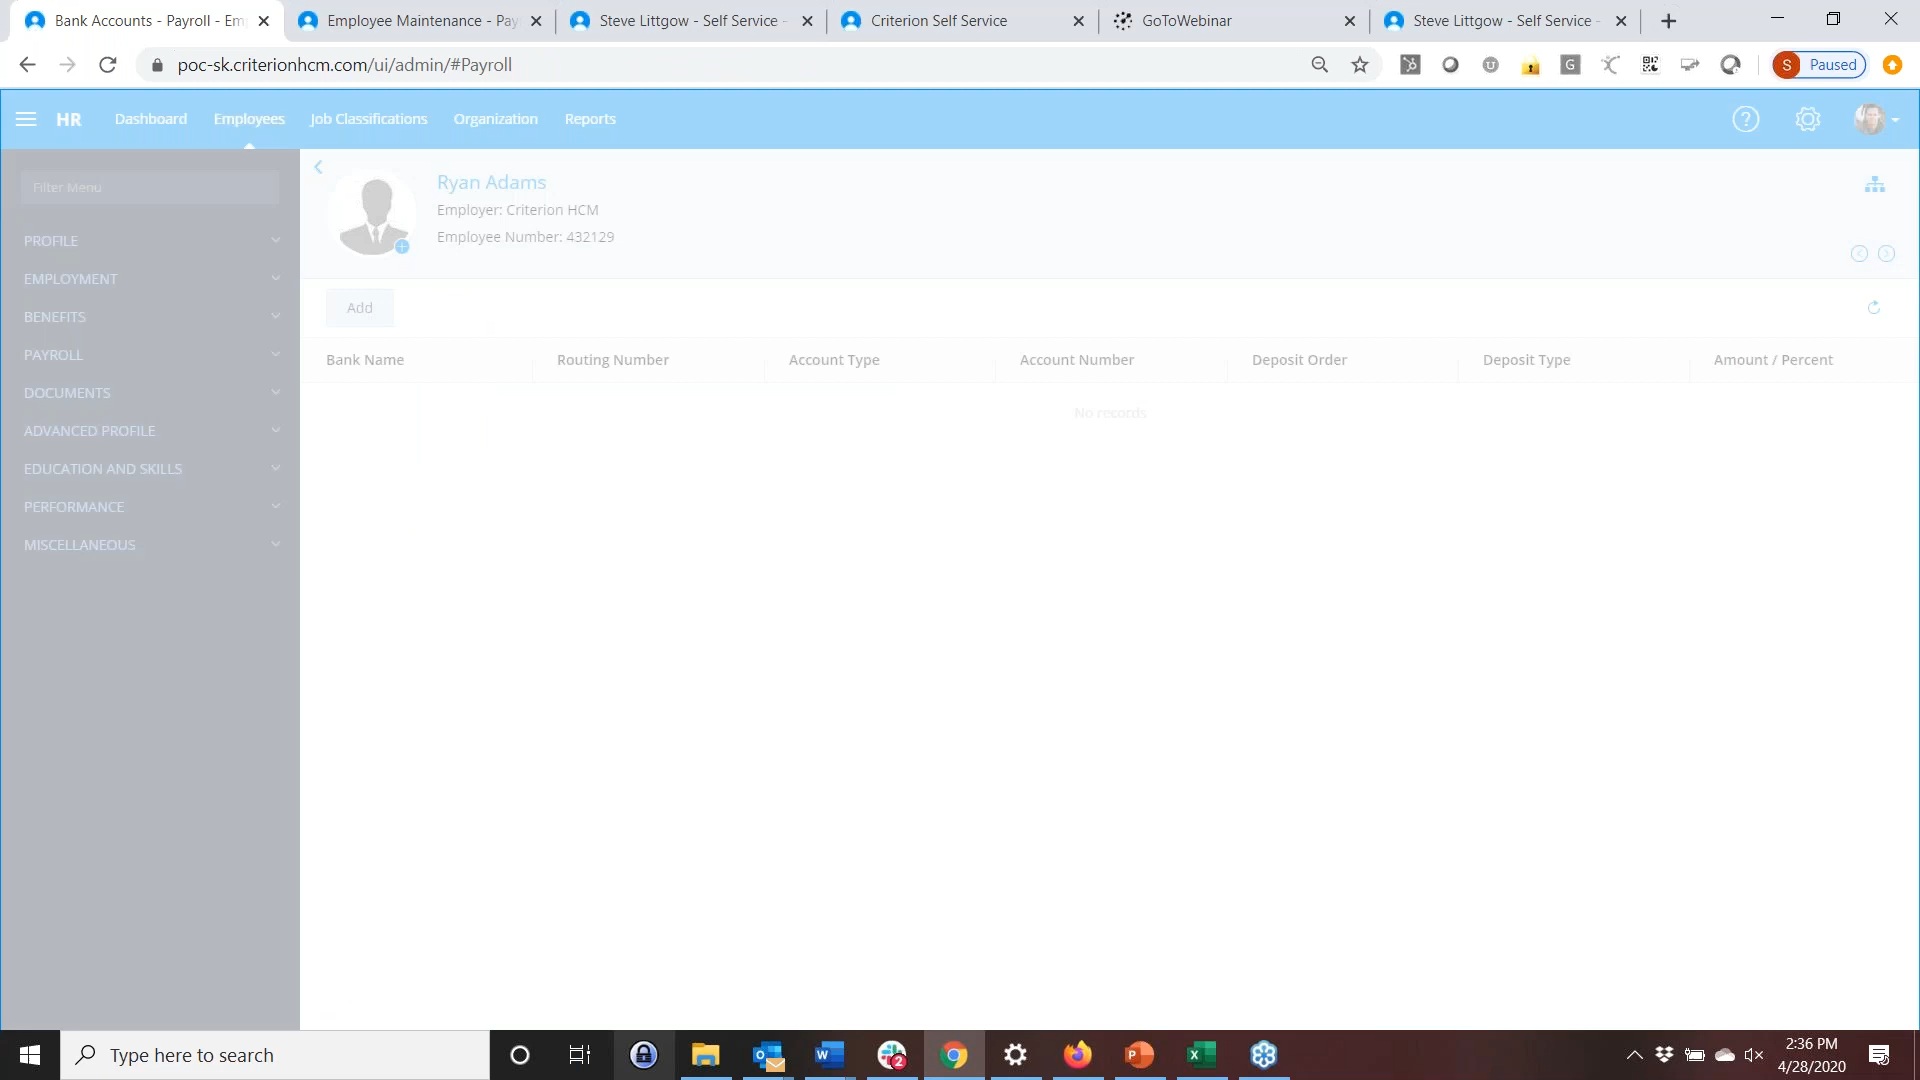 Bank Accounts - Payroll - Em
Employee Maintenance - Pay
Steve Littgow - Self Service -
Criterion Self Service
GoToWebinar
Steve Littgow - Self Service -
poc-sk.criterionhcm.com/ui/admin/#Payroll
S Paused
HR
Dashboard
Employees
Job Classifications
Organization
Reports
Filter Menu
PROFILE
EMPLOYMENT
BENEFITS
PAYROLL
DOCUMENTS
ADVANCED PROFILE
EDUCATION AND SKILLS
PERFORMANCE
MISCELLANEOUS
Ryan Adams
Employer: Criterion HCM
Employee Number: 432129
Add
Bank Name
Routing Number
Account Type
Account Number
Deposit Order
Deposit Type
Amount / Percent
No records
Type here to search
2
2:36 PM
4/28/2020